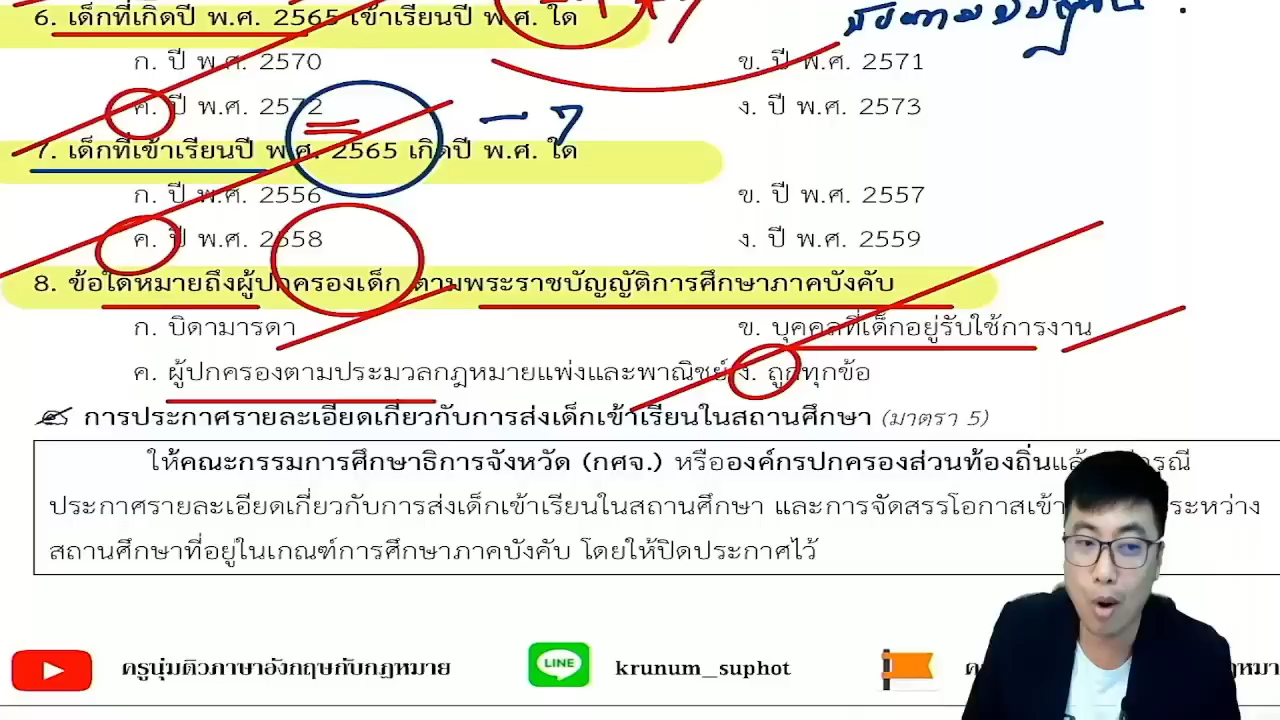 6. เด็กที่เกิดปี พ.ศ. 2565 เข้าเรียนปี พ.ศ. ใด
ก. ปี พ.ศ. 2570 ข. ปี พ.ศ. 2571
ค. ปี พ.ศ. 2572 ง. ปี พ.ศ. 2573
- 7
7. เด็กที่เข้าเรียนปี พ.ศ. 2565 เกิดปี พ.ศ. ใด
ก. ปี พ.ศ. 2556 ข. ปี พ.ศ. 2557
ค. ปี พ.ศ. 2558 ง. ปี พ.ศ. 2559
8. ข้อใดหมายถึงผู้ปกครองเด็ก ตามพระราชบัญญัติการศึกษาภาคบังคับ
ก. บิดามารดา ข. บุคคลที่เด็กอยู่รับใช้การงาน
ค. ผู้ปกครองตามประมวลกฎหมายแพ่งและพาณิชย์ ง. ถูกทุกข้อ
การประกาศรายละเอียดเกี่ยวกับการส่งเด็กเข้าเรียนในสถานศึกษา (มาตรา 5)
ให้คณะกรรมการศึกษาธิการจังหวัด (กศจ.) หรือองค์กรปกครองส่วนท้องถิ่นแล้ว
ประกาศรายละเอียดเกี่ยวกับการส่งเด็กเข้าเรียนในสถานศึกษา และการจัดสรรโอกาสเข้า ระหว่าง
สถานศึกษาที่อยู่ในเกณฑ์การศึกษาภาคบังคับ โดยให้ปิดประกาศไว้
ครูนุ่มติวภาษาอังกฤษกับกฎหมาย LINE krunum_suphot